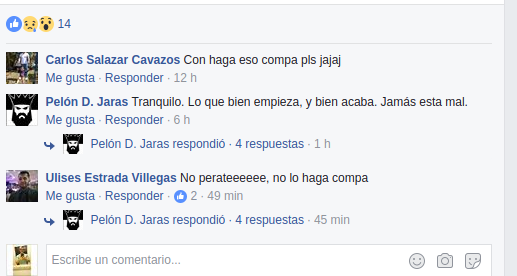 14
Carlos Salazar Cavazos Con haga eso compa pls jajaj
Me gusta · Responder · 12 h
Pelón D. Jaras Tranquilo. Lo que bien empieza, y bien acaba. Jamás esta mal.
Me gusta · Responder · 6 h
Pelón D. Jaras respondió · 4 respuestas · 1 h
Ulises Estrada Villegas No perateeeeee, no lo haga compa
Me gusta · Responder · 2 · 49 min
Pelón D. Jaras respondió · 4 respuestas · 45 min
Escribe un comentario...